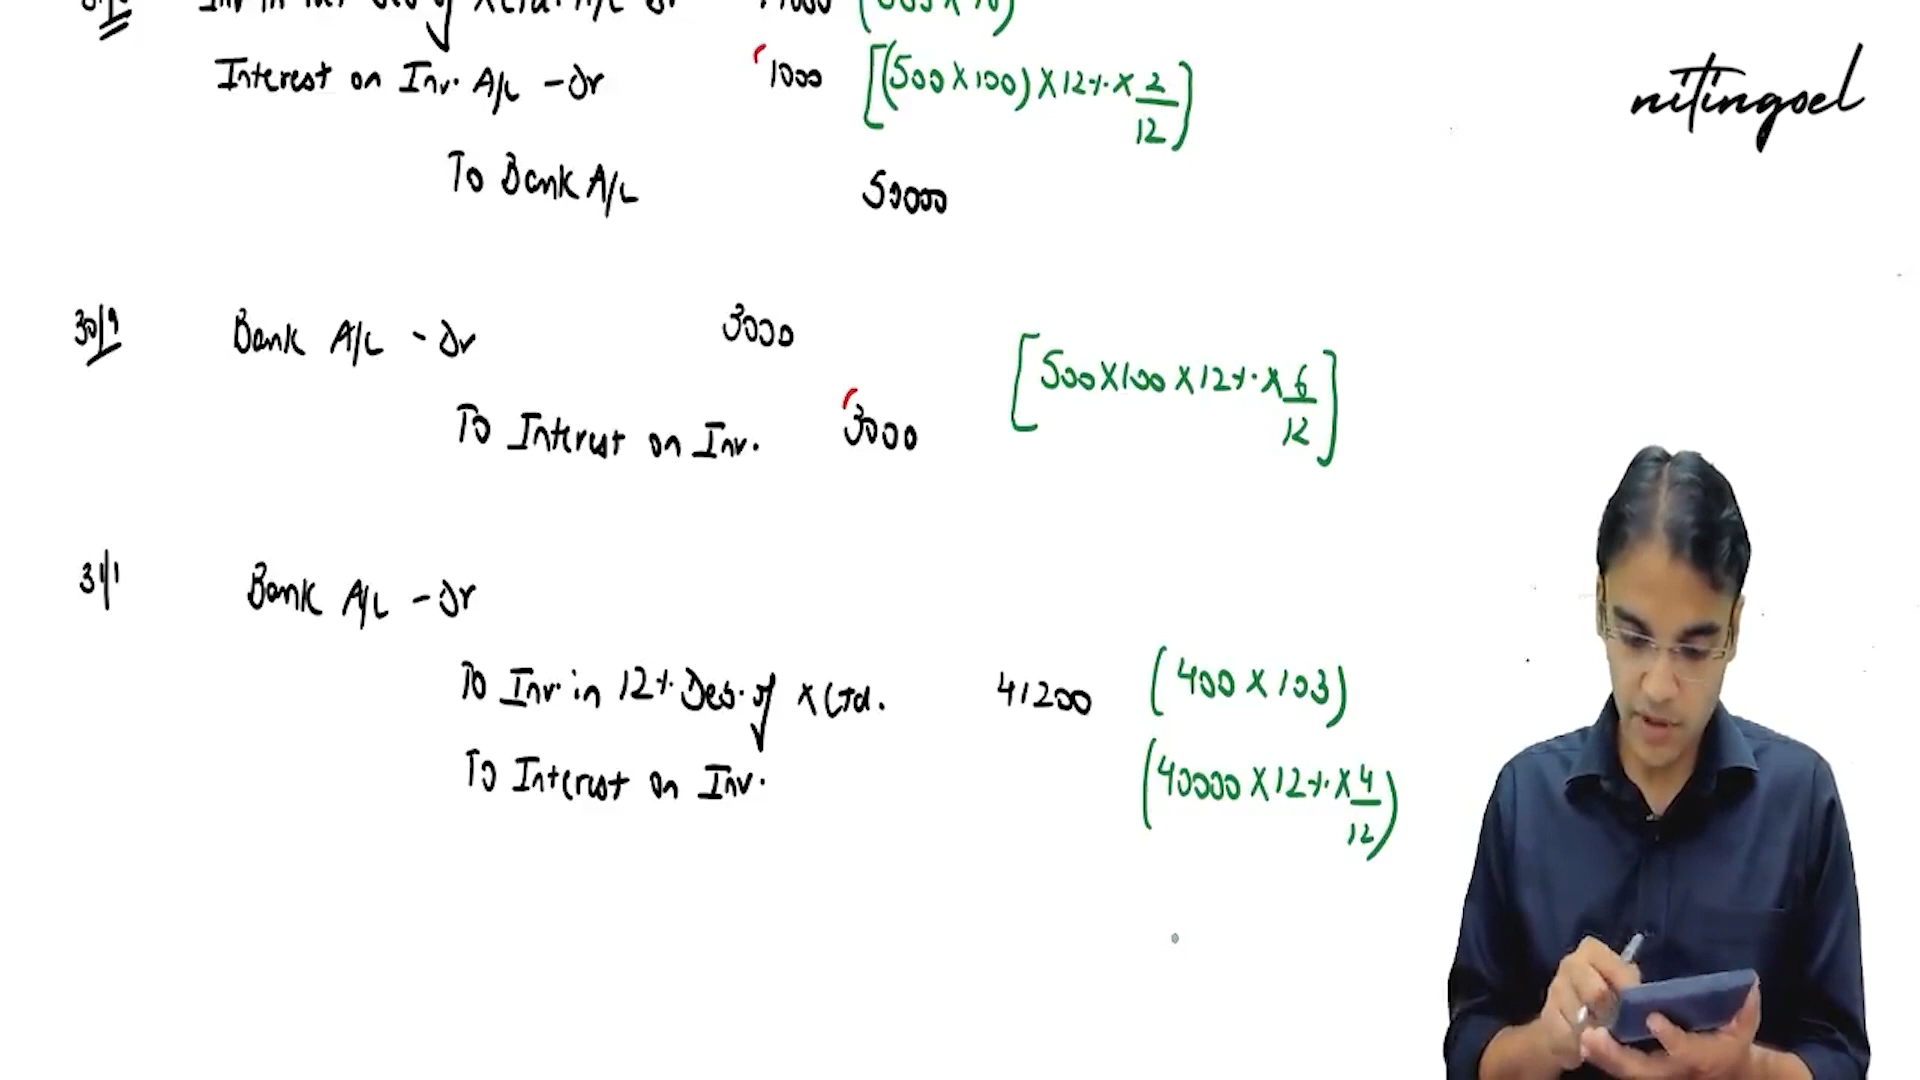 nitingoel
Interest on Inv. A/L - Dr 1000 [(500 x 100) x 12% x 2/12]
To Bank A/L 50000
30/9 Bank A/L - Dr 3000
[500 x 100 x 12% x 6/12]
To Interest on Inv. 3000
31/1 Bank A/L - Dr
To Inv. in 12% Deb. of X Ltd. 41200 (400 x 103)
To Interest on Inv. (40000 x 12% x 4/12)